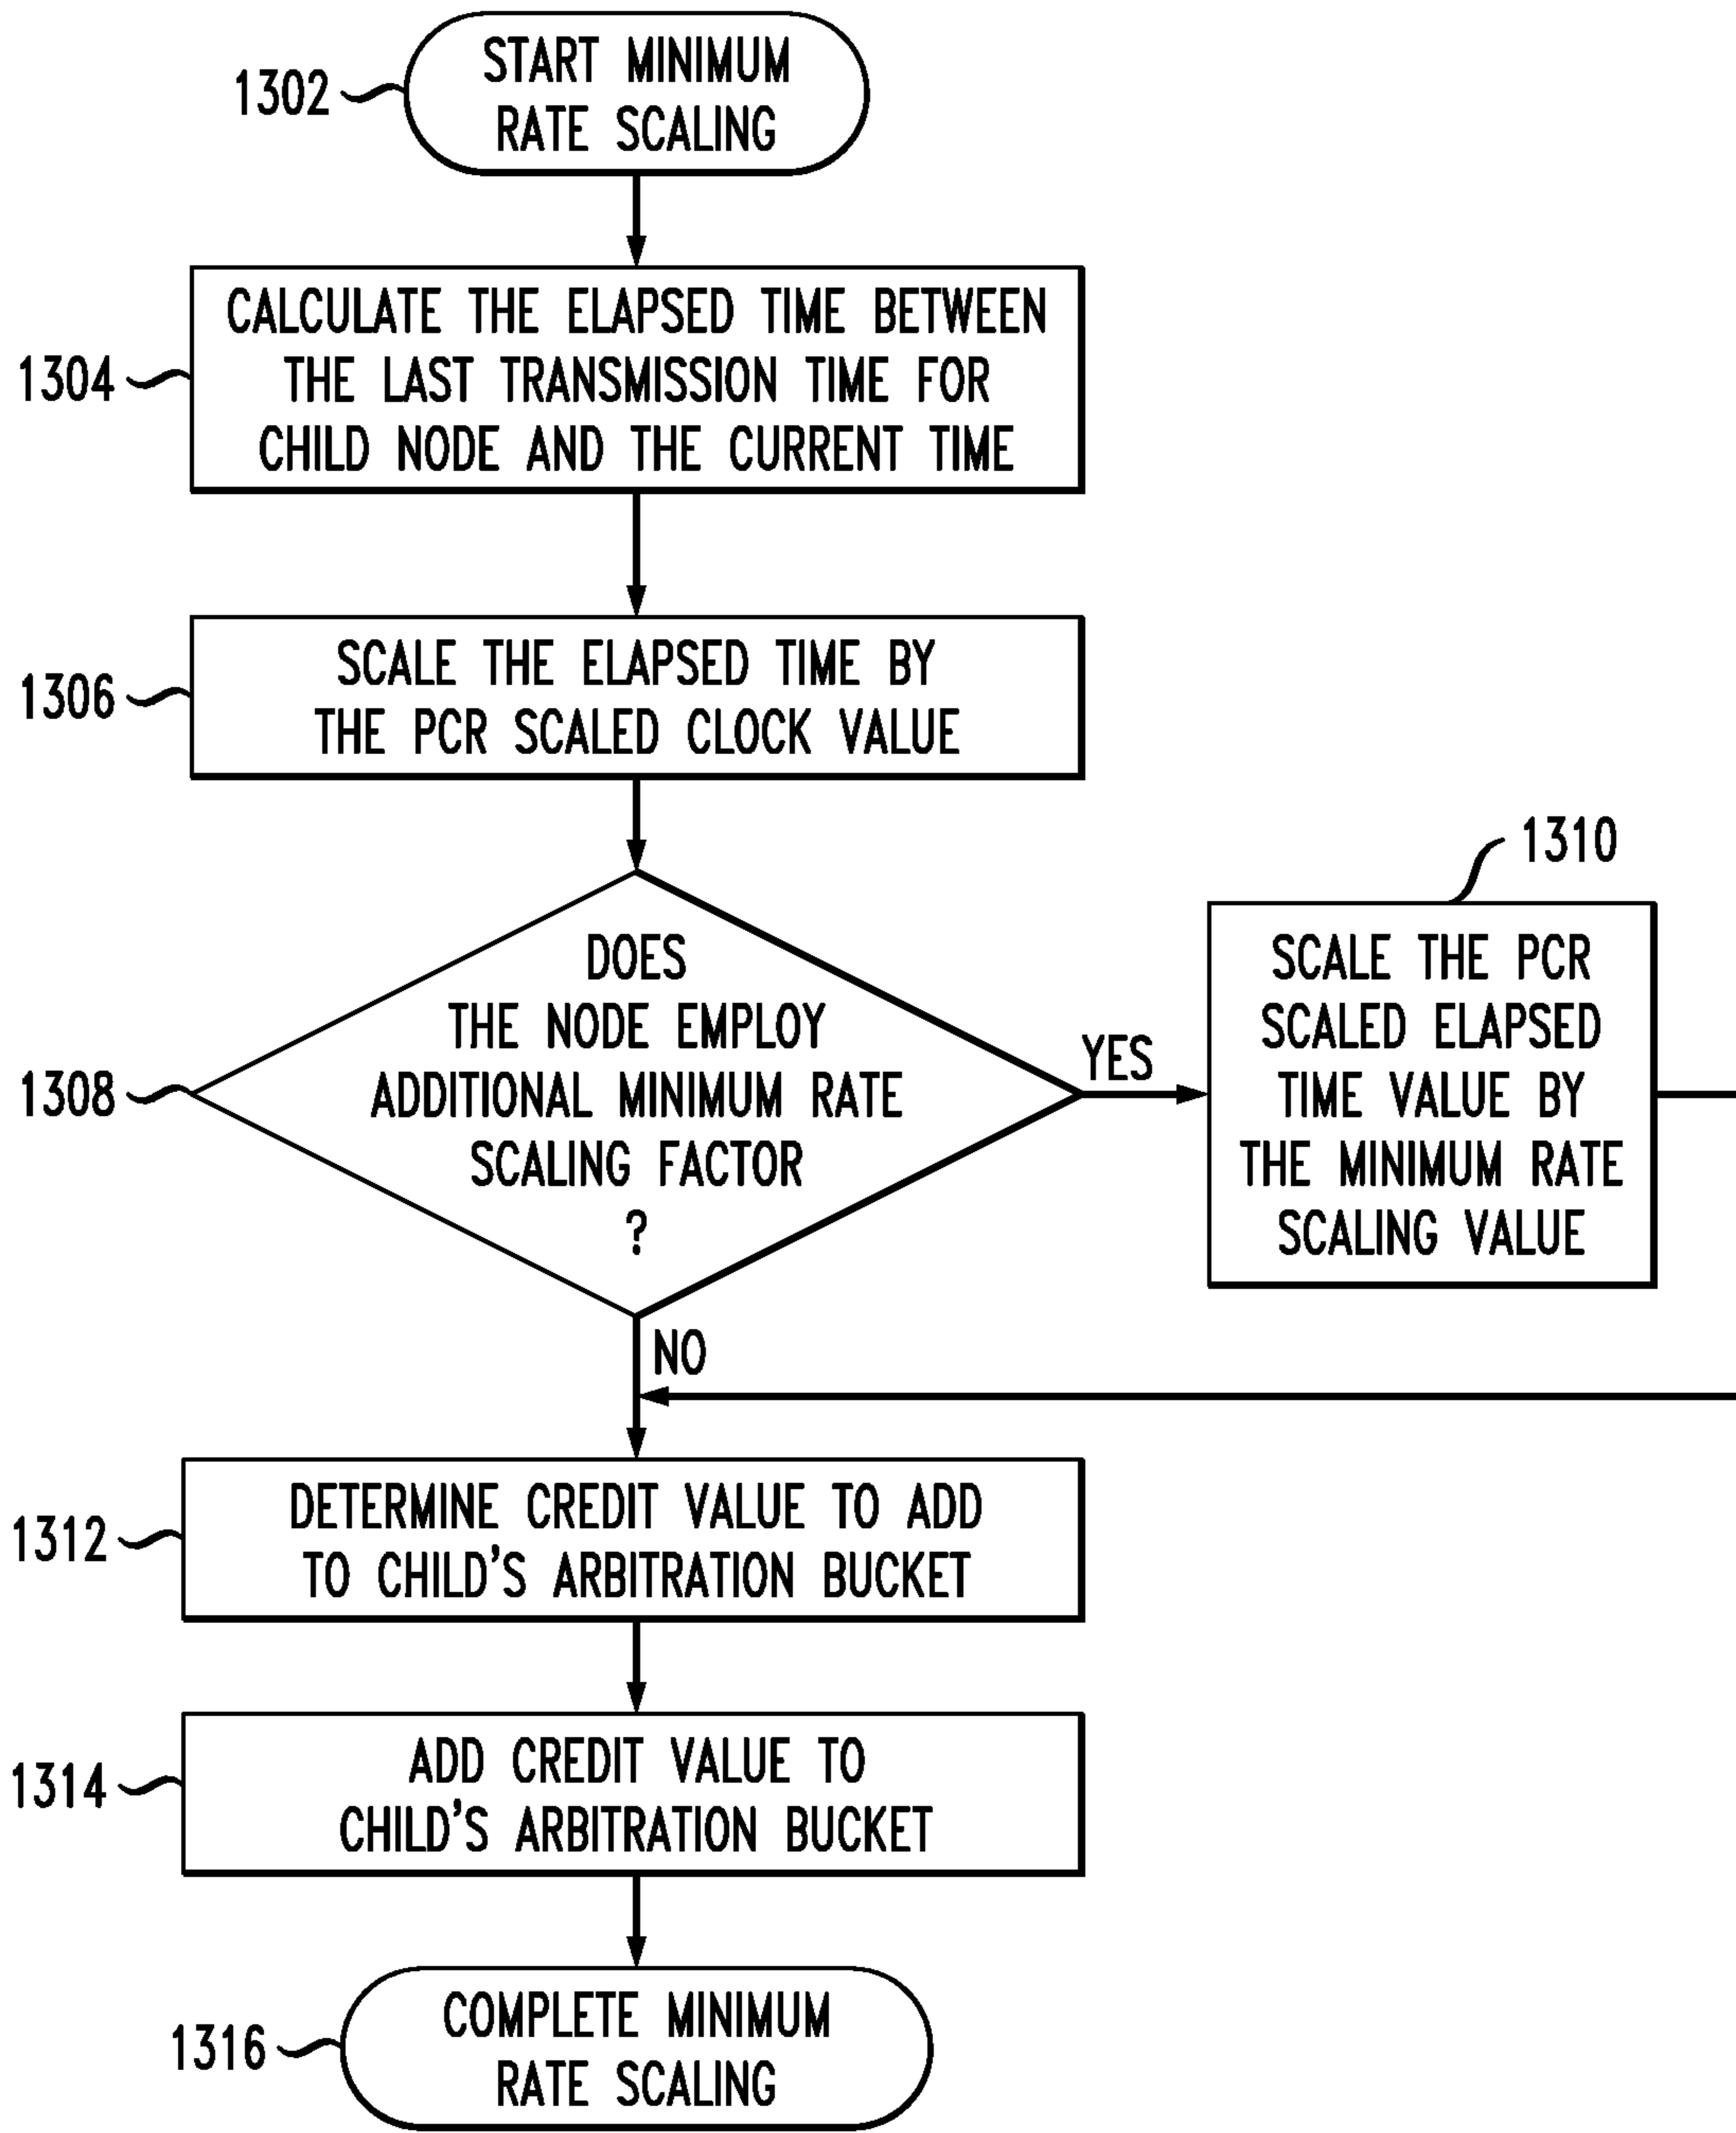 1302
START MINIMUM
RATE SCALING
1304
CALCULATE THE ELAPSED TIME BETWEEN
THE LAST TRANSMISSION TIME FOR
CHILD NODE AND THE CURRENT TIME
1306
SCALE THE ELAPSED TIME BY
THE PCR SCALED CLOCK VALUE
1308
DOES
THE NODE EMPLOY
ADDITIONAL MINIMUM RATE
SCALING FACTOR
?
YES
1310
SCALE THE PCR
SCALED ELAPSED
TIME VALUE BY
THE MINIMUM RATE
SCALING VALUE
NO
1312
DETERMINE CREDIT VALUE TO ADD
TO CHILD'S ARBITRATION BUCKET
1314
ADD CREDIT VALUE TO
CHILD'S ARBITRATION BUCKET
1316
COMPLETE MINIMUM
RATE SCALING